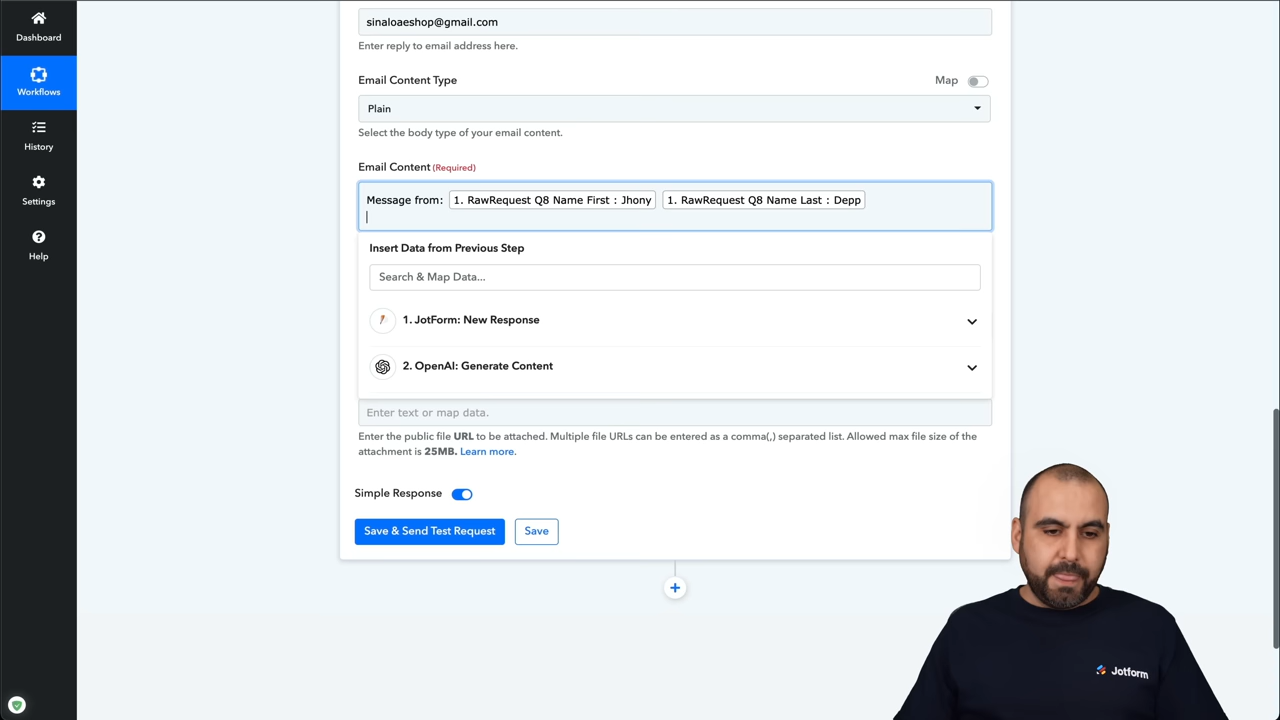 Dashboard
Workflows
History
Settings
Help
sinaloaeshop@gmail.com
Enter reply to email address here.
Email Content Type
Map
Plain
Select the body type of your email content.
Email Content (Required)
Message from: 1. RawRequest Q8 Name First : Jhony 1. RawRequest Q8 Name Last : Depp
Insert Data from Previous Step
Search & Map Data...
1. JotForm: New Response
2. OpenAI: Generate Content
Enter text or map data.
Enter the public file URL to be attached. Multiple file URLs can be entered as a comma(,) separated list. Allowed max file size of the
attachment is 25MB. Learn more.
Simple Response
Save & Send Test Request
Save
Jotform